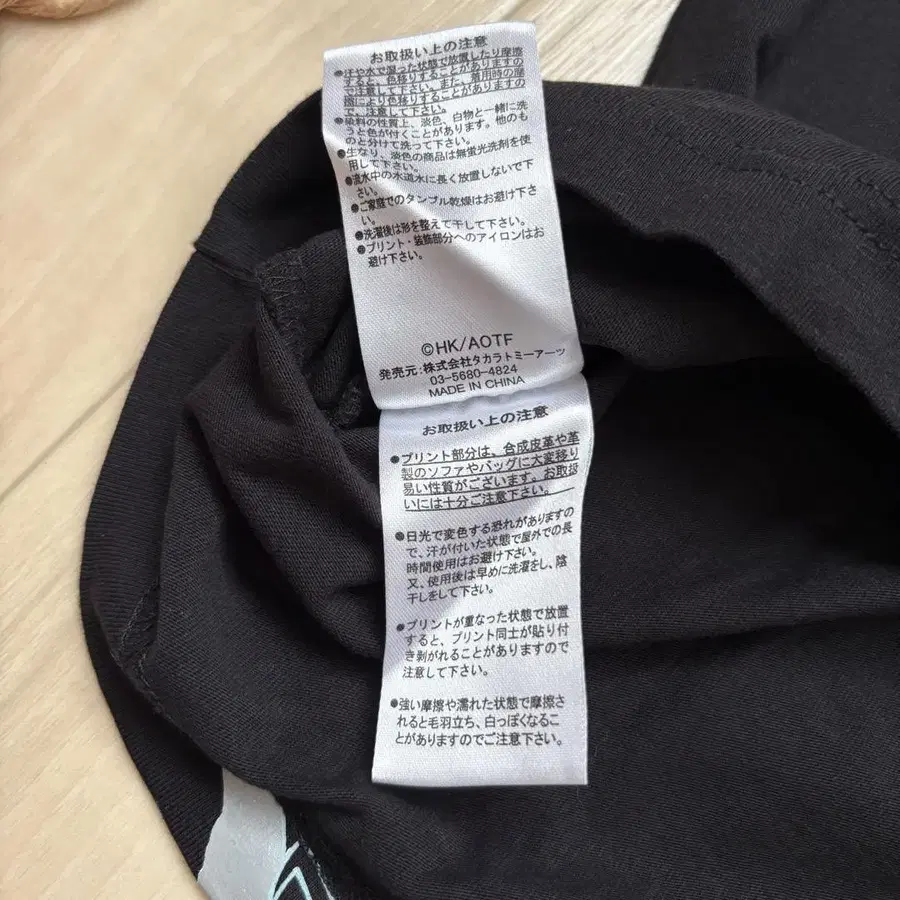 お取扱い上の注意
●汗や水で湿った状態で放置したり摩擦
すると、色移りすることがありますの
で注意して下さい。また、着用時の摩
擦により色移りすることがありますの
で、注意して下さい。
●染料の性質上、淡色、白物と一緒に洗
うと色が付くことがあります。他のも
のと分けて洗って下さい。
●生なり、淡色の商品は無蛍光洗剤を使
用して下さい。
●流水中の水道水に長く放置しないで下
さい。
●ご家庭でのタンブル乾燥はお避け下さ
い。
●洗濯後は形を整えて干して下さい。
●プリント・装飾部分へのアイロンはお
避け下さい。
©HK/AOTF
発売元:株式会社タカラトミーアーツ
03-5680-4824
MADE IN CHINA
お取扱い上の注意
●プリント部分は、合成皮革や革
製のソファやバッグに大変移り
易い性質がございます。お取扱
いには十分ご注意下さい。
●日光で変色する恐れがありますの
で、汗が付いた状態で屋外での長
時間使用はお避け下さい。
又、使用後は早めに洗濯をし、陰
干しをして下さい。
●プリントが重なった状態で放置
すると、プリント同士が貼り付
き剥がれることがありますので
注意して下さい。
●強い摩擦や濡れた状態で摩擦さ
れると毛羽立ち、白っぽくなるこ
とがありますのでご注意下さい。